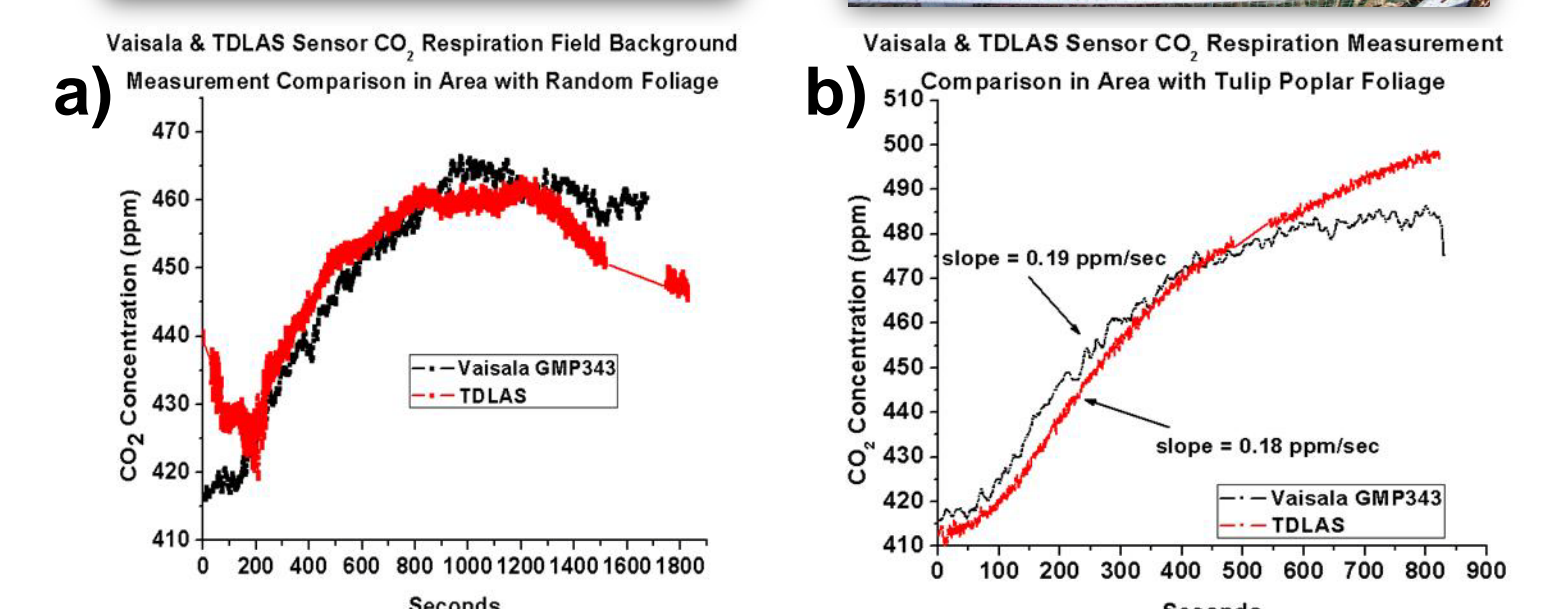 Vaisala & TDLAS Sensor CO2 Respiration Field Background
Measurement Comparison in Area with Random Foliage
a)
CO2 Concentration (ppm)
470
460
450
440
430
420
410
0 200 400 600 800 1000 1200 1400 1600 1800
Vaisala GMP343
TDLAS
Seconds
Vaisala & TDLAS Sensor CO2 Respiration Measurement
Comparison in Area with Tulip Poplar Foliage
b)
CO2 Concentration (ppm)
510
500
490
480
470
460
450
440
430
420
410
0 100 200 300 400 500 600 700 800 900
slope = 0.19 ppm/sec
slope = 0.18 ppm/sec
Vaisala GMP343
TDLAS
Seconds